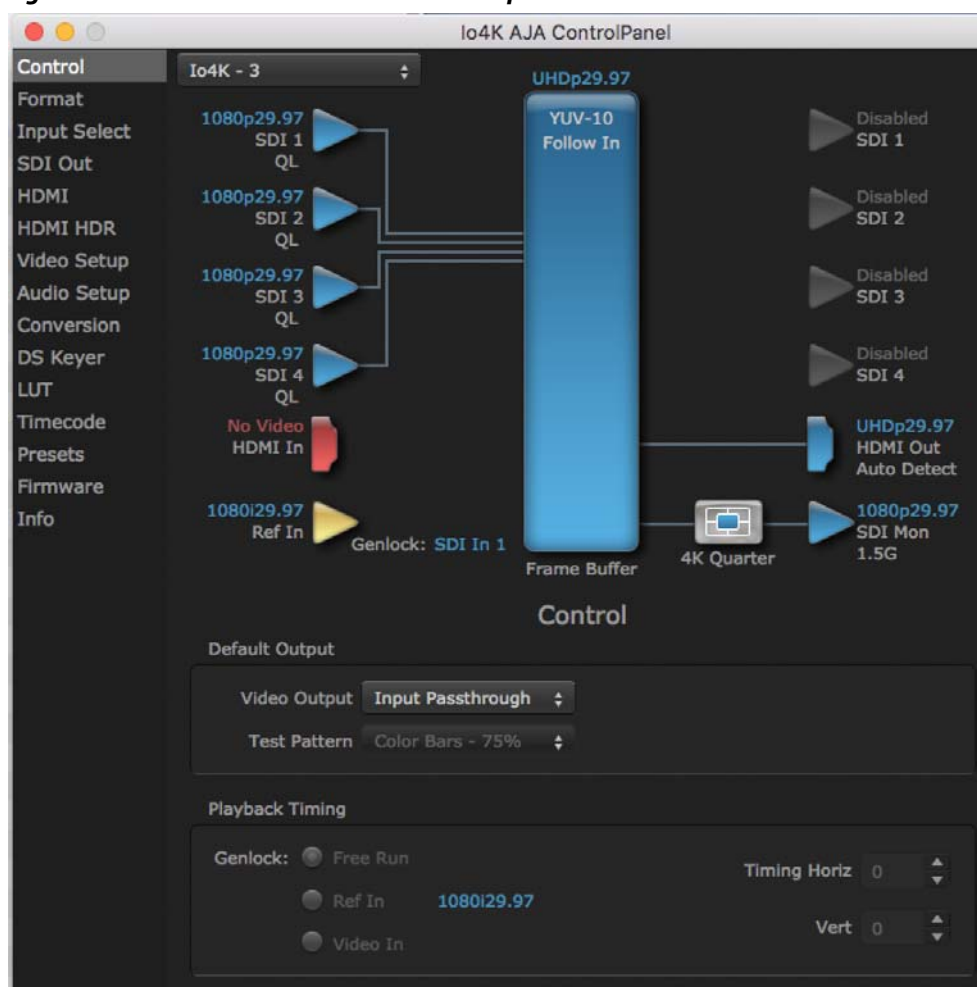 Io4K AJA ControlPanel
Control
Format
Input Select
SDI Out
HDMI
HDMI HDR
Video Setup
Audio Setup
Conversion
DS Keyer
LUT
Timecode
Presets
Firmware
Info
Io4K - 3
UHDp29.97
YUV-10
Follow In
1080p29.97
SDI 1
QL
1080p29.97
SDI 2
QL
1080p29.97
SDI 3
QL
1080p29.97
SDI 4
QL
No Video
HDMI In
1080i29.97
Ref In
Genlock: SDI In 1
Frame Buffer
Disabled
SDI 1
Disabled
SDI 2
Disabled
SDI 3
Disabled
SDI 4
UHDp29.97
HDMI Out
Auto Detect
4K Quarter
1080p29.97
SDI Mon
1.5G
Control
Default Output
Video Output Input Passthrough
Test Pattern Color Bars - 75%
Playback Timing
Genlock: Free Run
Ref In 1080i29.97
Video In
Timing Horiz 0
Vert 0